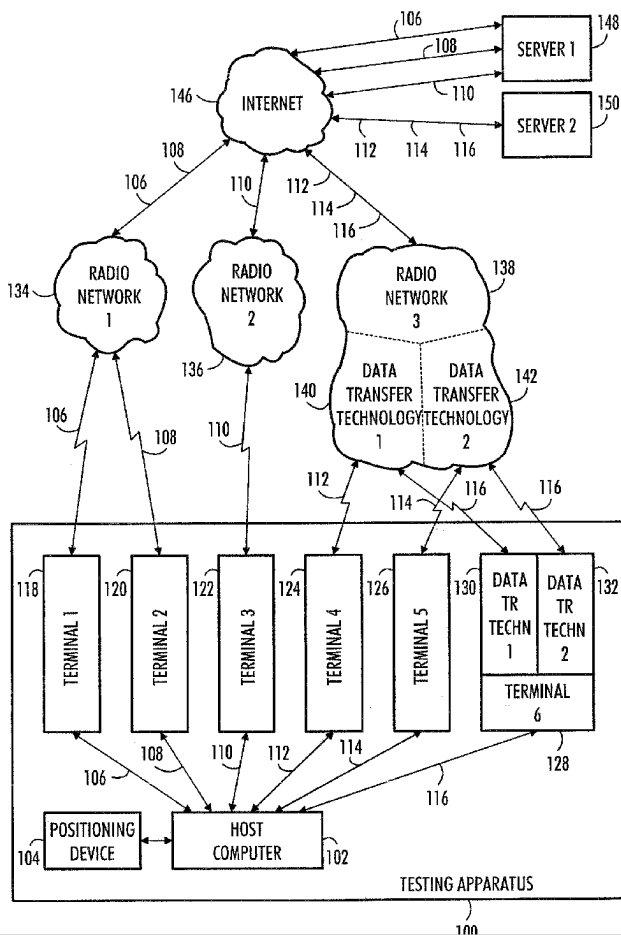 106
108
SERVER 1
148
110
146
INTERNET
SERVER 2
150
112
114
116
108
106
110
112
114
116
134
RADIO
NETWORK
1
RADIO
NETWORK
2
136
RADIO
NETWORK
3
138
140
DATA
TRANSFER
TECHNOLOGY
1
DATA
TRANSFER
TECHNOLOGY
2
142
106
108
110
112
114
116
116
118
TERMINAL 1
120
TERMINAL 2
122
TERMINAL 3
124
TERMINAL 4
126
TERMINAL 5
130
DATA
TR
TECHN
1
DATA
TR
TECHN
2
132
TERMINAL
6
128
106
108
110
112
114
116
104
POSITIONING
DEVICE
HOST
COMPUTER
102
TESTING APPARATUS
100